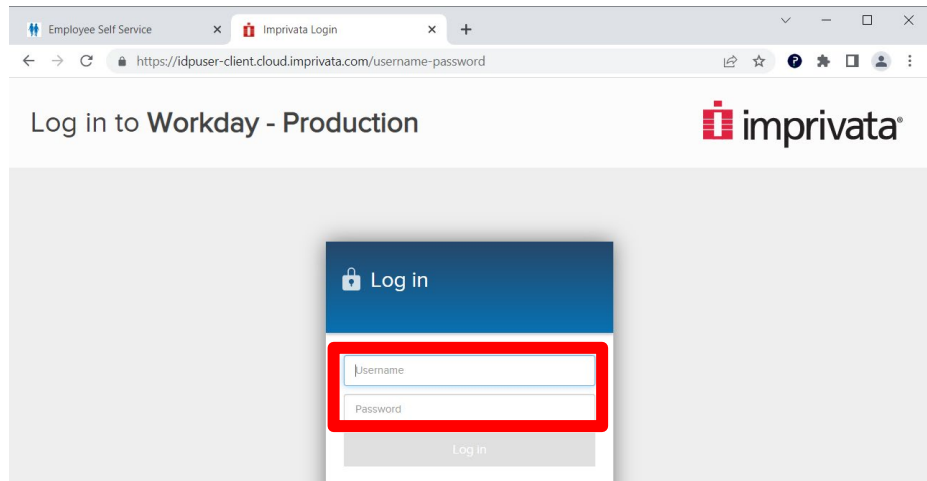 Employee Self Service
Imprivata Login
https://idpuser-client.cloud.imprivata.com/username-password
Log in to Workday - Production
imprivata®
Log in
Username
Password
Log in